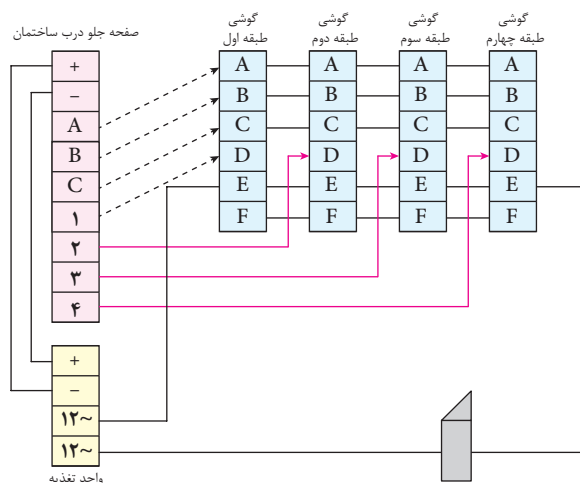 صفحه جلو درب ساختمان
+
−
A
B
C
۱
۲
۳
۴
گوشی
طبقه اول
A
B
C
D
E
F
گوشی
طبقه دوم
A
B
C
D
E
F
گوشی
طبقه سوم
A
B
C
D
E
F
گوشی
طبقه چهارم
A
B
C
D
E
F
+
−
۱۲~
۱۲~
واحد تغذیه